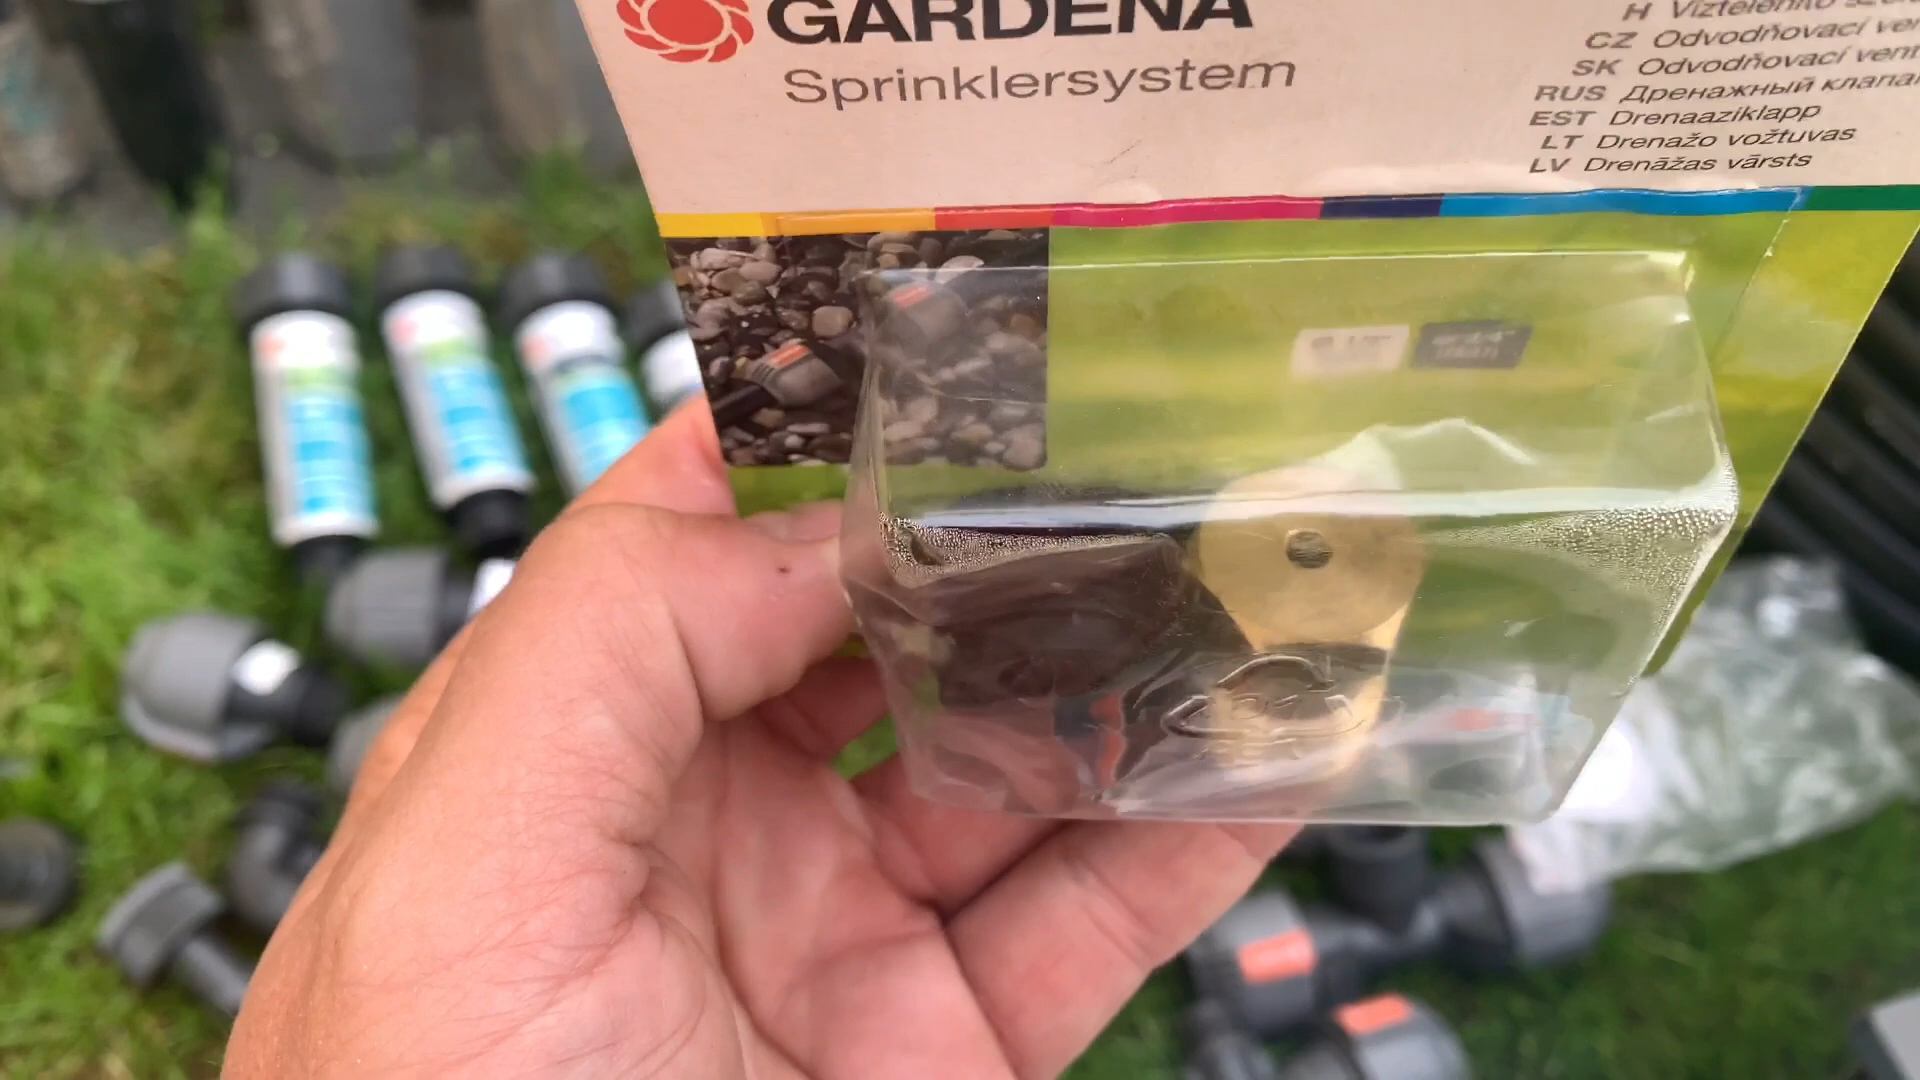 GARDENA
Sprinklersystem
H
CZ Odvodňovací
SK Odvodňovací
RUS Дренажный клапан
EST Drenaaziklapp
LT Drenažo vožtuvas
LV Drenāžas vārsts